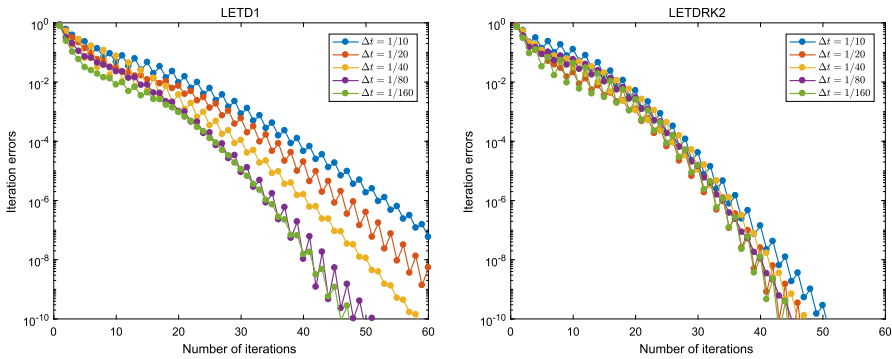 LETD1
Iteration errors
10^0
10^-2
10^-4
10^-6
10^-8
10^-10
0 10 20 30 40 50 60
Number of iterations
Δt = 1/10
Δt = 1/20
Δt = 1/40
Δt = 1/80
Δt = 1/160
LETDRK2
Iteration errors
10^0
10^-2
10^-4
10^-6
10^-8
10^-10
0 10 20 30 40 50 60
Number of iterations
Δt = 1/10
Δt = 1/20
Δt = 1/40
Δt = 1/80
Δt = 1/160